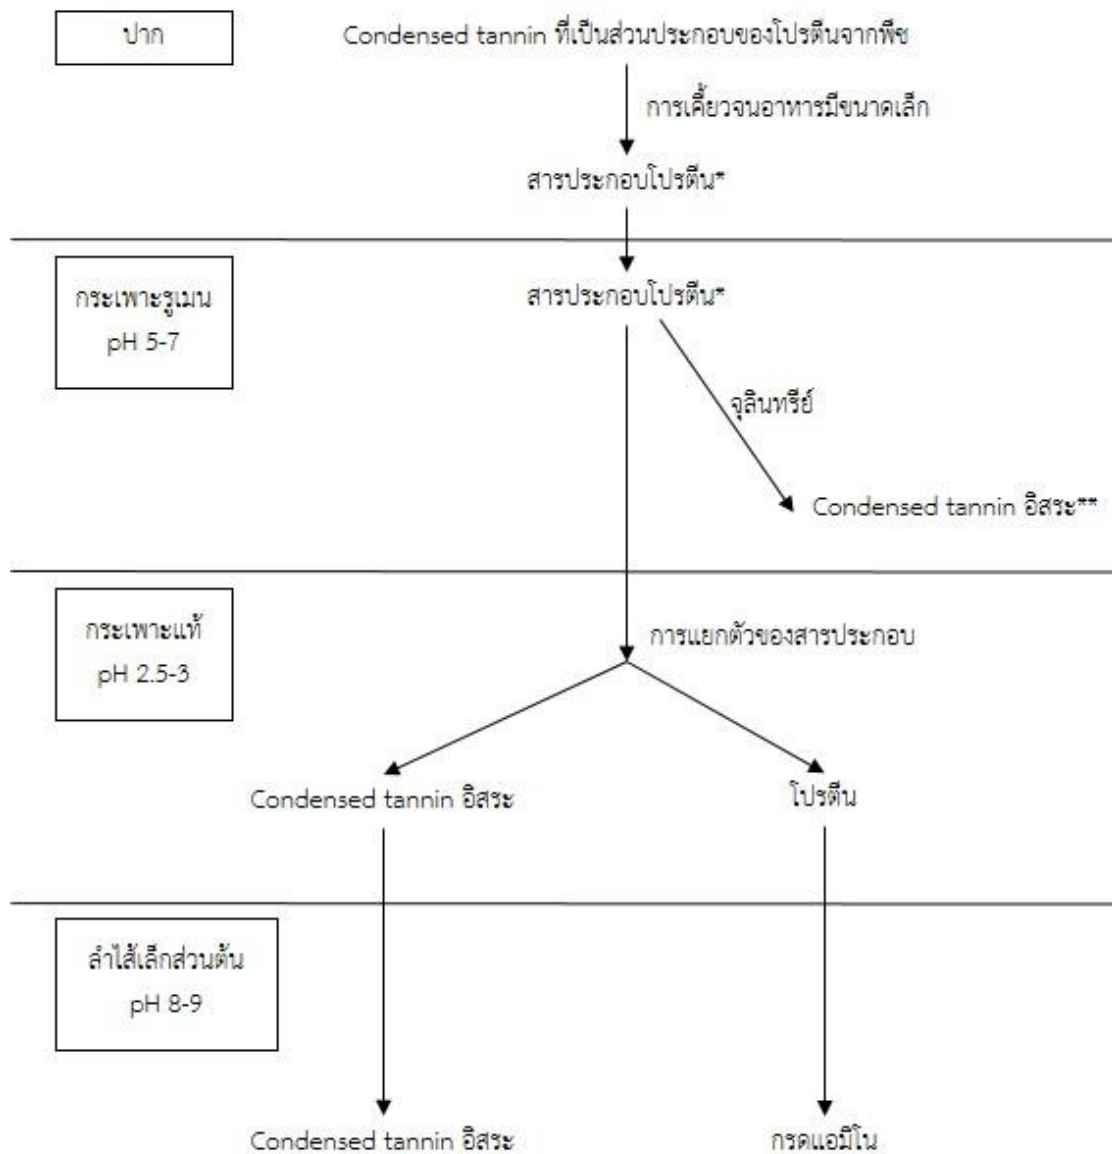 ปาก
Condensed tannin ที่เป็นส่วนประกอบของโปรตีนจากพืช
การเคี้ยวจนอาหารมีขนาดเล็ก
สารประกอบโปรตีน*
กระเพาะรูเมน
pH 5-7
สารประกอบโปรตีน*
จุลินทรีย์
Condensed tannin อิสระ**
กระเพาะแท้
pH 2.5-3
การแยกตัวของสารประกอบ
Condensed tannin อิสระ
โปรตีน
ลำไส้เล็กส่วนต้น
pH 8-9
Condensed tannin อิสระ
กรดแอมิโน